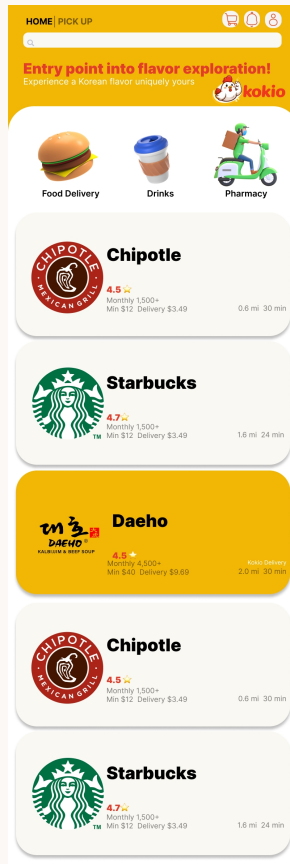 HOME| PICK UP
Entry point into flavor exploration!
Experience a Korean flavor uniquely yours
kokio
Food Delivery
Drinks
Pharmacy
CHIPOTLE
MEXICAN GRILL
Chipotle
4.5
Monthly 1,500+
Min $12 Delivery $3.49
0.6 mi 30 min
TM
Starbucks
4.7
Monthly 1,500+
Min $12 Delivery $3.49
1.6 mi 24 min
대호
DAEHO®
KALBIJJIM & BEEF SOUP
Daeho
4.5
Monthly 4,500+
Min $40 Delivery $9.69
Kokio Delivery
2.0 mi 30 min
CHIPOTLE
MEXICAN GRILL
Chipotle
4.5
Monthly 1,500+
Min $12 Delivery $3.49
0.6 mi 30 min
TM
Starbucks
4.7
Monthly 1,500+
Min $12 Delivery $3.49
1.6 mi 24 min